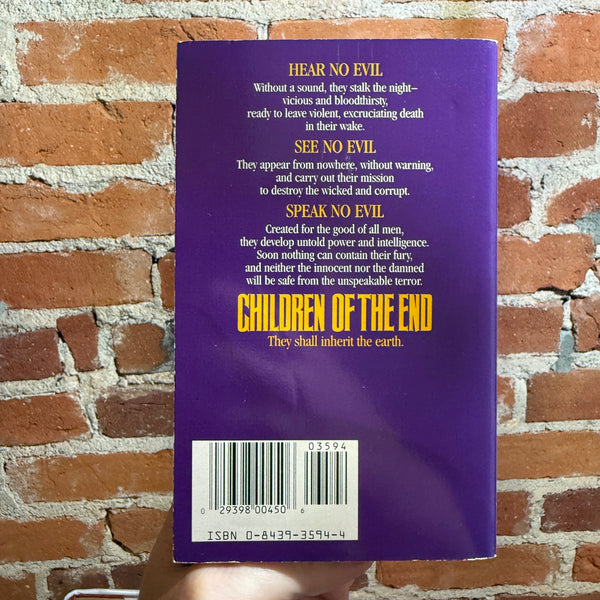 HEAR NO EVIL
Without a sound, they stalk the night—
vicious and bloodthirsty,
ready to leave violent, excruciating death
in their wake.
SEE NO EVIL
They appear from nowhere, without warning,
and carry out their mission
to destroy the wicked and corrupt.
SPEAK NO EVIL
Created for the good of all men,
they develop untold power and intelligence.
Soon nothing can contain their fury,
and neither the innocent nor the damned
will be safe from the unspeakable terror.
CHILDREN OF THE END
They shall inherit the earth.
03594
0 29398 00450 6
ISBN 0-8439-3594-4